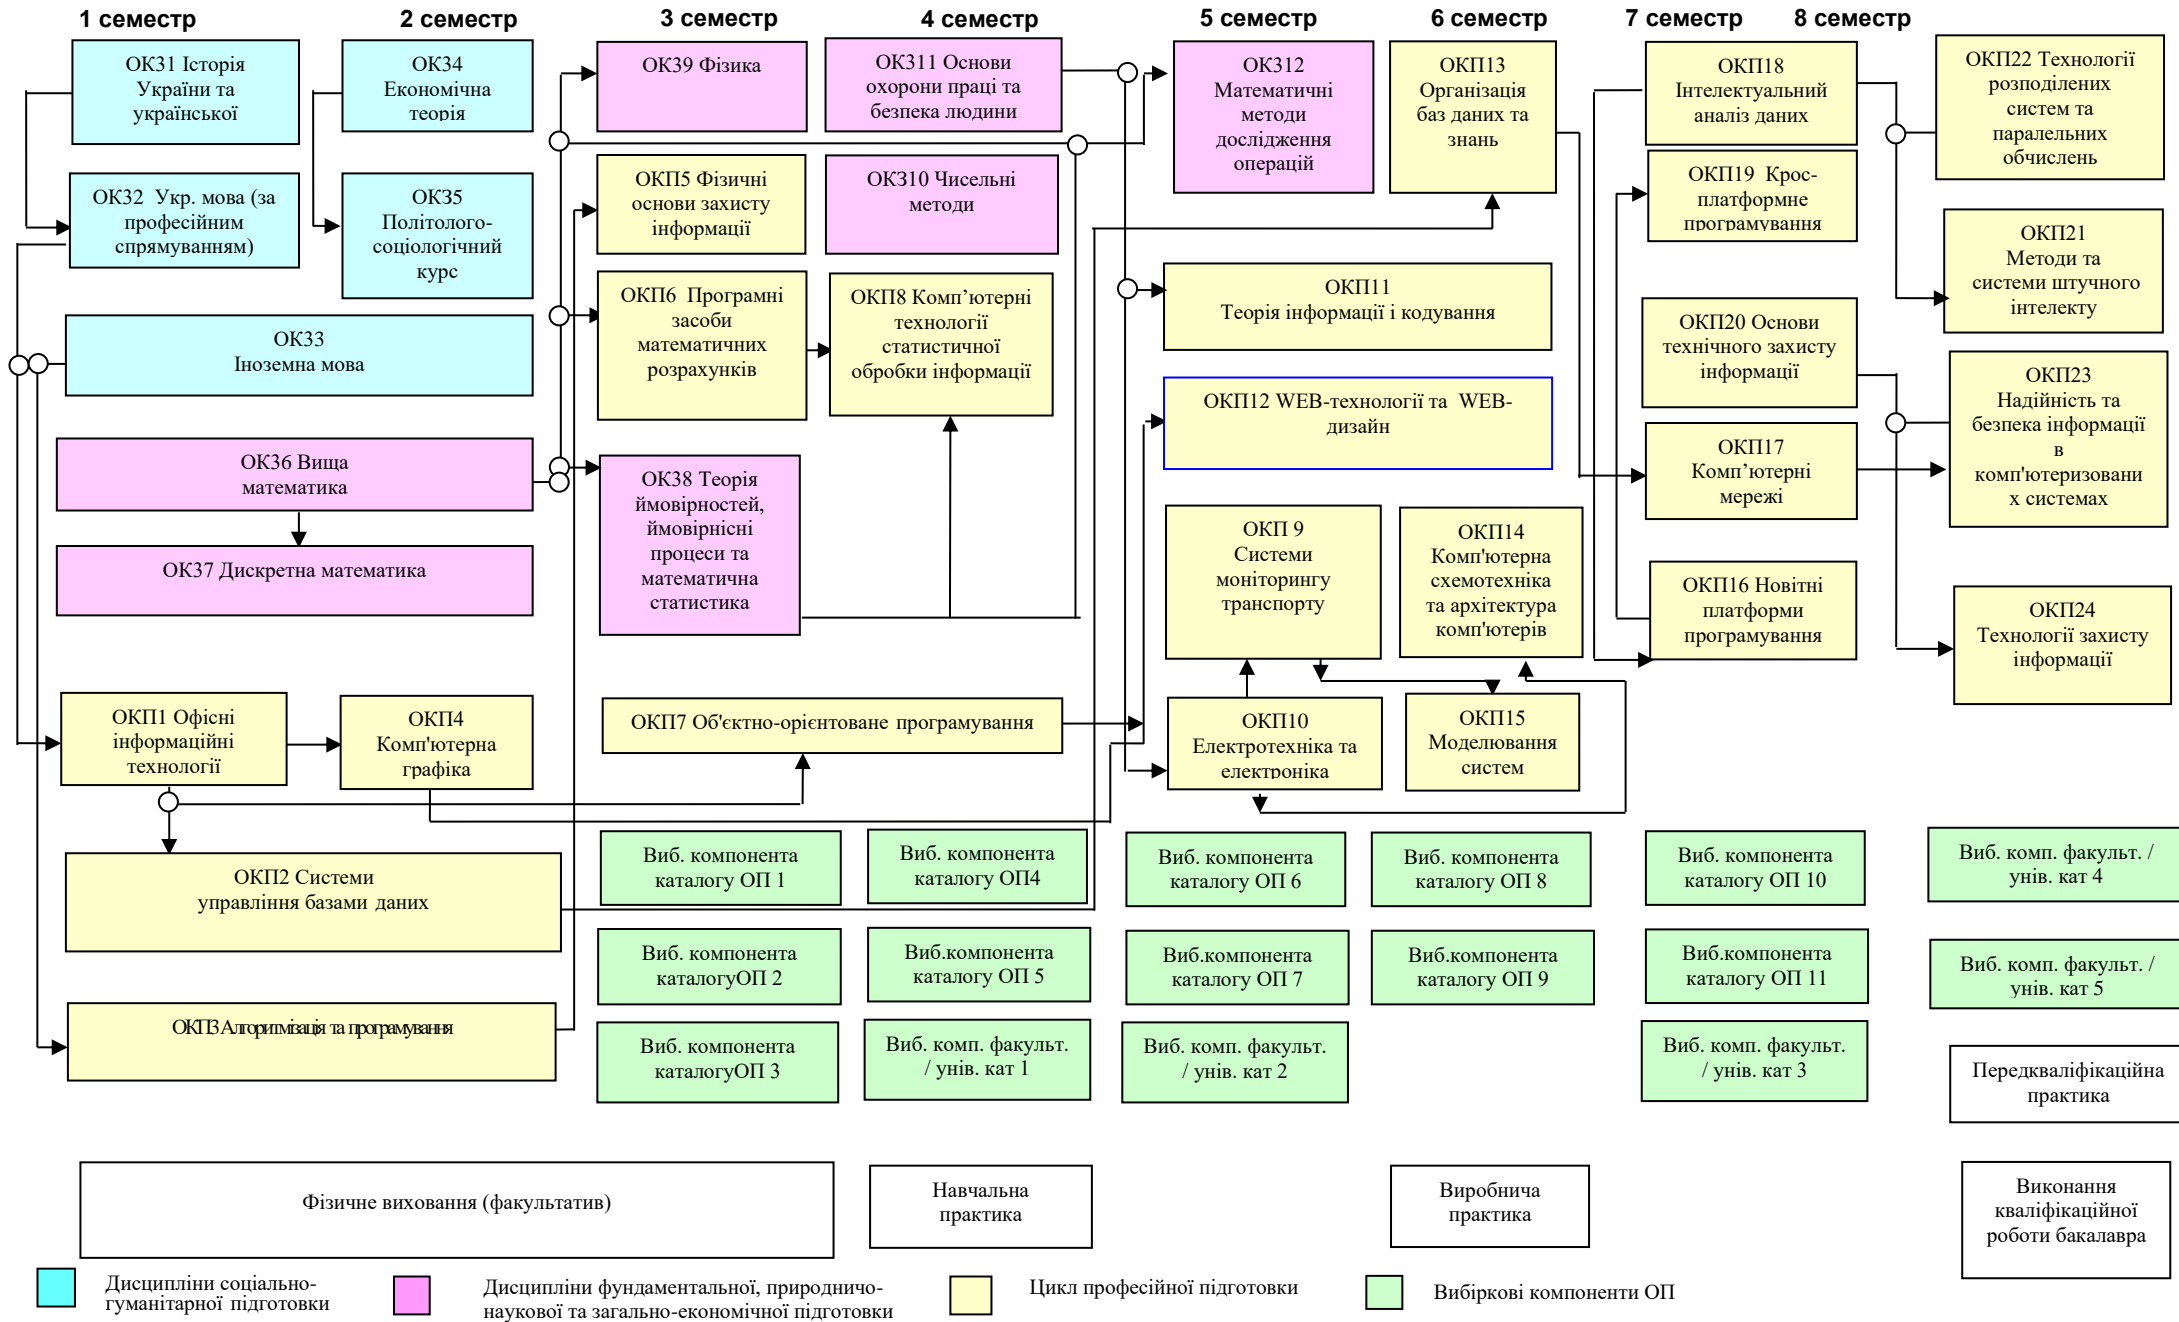 1 семестр
2 семестр
3 семестр
4 семестр
5 семестр
6 семестр
7 семестр
8 семестр
ОК31 Історія
України та
української
ОК32 Укр. мова (за
професійним
спрямуванням)
ОК34
Економічна
теорія
ОК35
Політолого-
соціологічний
курс
ОК33
Іноземна мова
ОК36 Вища
математика
ОК37 Дискретна математика
ОКП1 Офісні
інформаційні
технології
ОКП4
Комп'ютерна
графіка
ОКП2 Системи
управління базами даних
ОКП3 Алгоритмізація та програмування
ОК39 Фізика
ОКП5 Фізичні
основи захисту
інформації
ОКП6 Програмні
засоби
математичних
розрахунків
ОК38 Теорія
ймовірностей,
ймовірнісні
процеси та
математична
статистика
ОК311 Основи
охорони праці та
безпека людини
ОК310 Чисельні
методи
ОКП8 Комп’ютерні
технології
статистичної
обробки інформації
ОКП7 Об'єктно-орієнтоване програмування
ОК312
Математичні
методи
дослідження
операцій
ОКП13
Організація
баз даних та
знань
ОКП11
Теорія інформації і кодування
ОКП12 WEB-технології та WEB-
дизайн
ОКП 9
Системи
моніторингу
транспорту
ОКП14
Комп'ютерна
схемотехніка
та архітектура
комп'ютерів
ОКП10
Електротехніка та
електроніка
ОКП15
Моделювання
систем
ОКП18
Інтелектуальний
аналіз даних
ОКП19 Крос-
платформне
програмування
ОКП20 Основи
технічного захисту
інформації
ОКП17
Комп’ютерні
мережі
ОКП16 Новітні
платформи
програмування
ОКП22 Технології
розподілених
систем та
паралельних
обчислень
ОКП21
Методи та
системи штучного
інтелекту
ОКП23
Надійність та
безпека інформації
в
комп'ютеризовани
х системах
ОКП24
Технології захисту
інформації
Виб. компонента
каталогу ОП 1
Виб. компонента
каталогу ОП4
Виб. компонента
каталогу ОП 6
Виб. компонента
каталогу ОП 8
Виб. компонента
каталогу ОП 10
Виб. комп. факульт. /
унів. кат 4
Виб. компонента
каталогуОП 2
Виб.компонента
каталогу ОП 5
Виб.компонента
каталогу ОП 7
Виб.компонента
каталогу ОП 9
Виб.компонента
каталогу ОП 11
Виб. комп. факульт. /
унів. кат 5
Виб. компонента
каталогуОП 3
Виб. комп. факульт.
/ унів. кат 1
Виб. комп. факульт.
/ унів. кат 2
Виб. комп. факульт.
/ унів. кат 3
Передкваліфікаційна
практика
Фізичне виховання (факультатив)
Навчальна
практика
Виробнича
практика
Виконання
кваліфікаційної
роботи бакалавра
Дисципліни соціально-
гуманітарної підготовки
Дисципліни фундаментальної, природничо-
наукової та загально-економічної підготовки
Цикл професійної підготовки
Вибіркові компоненти ОП